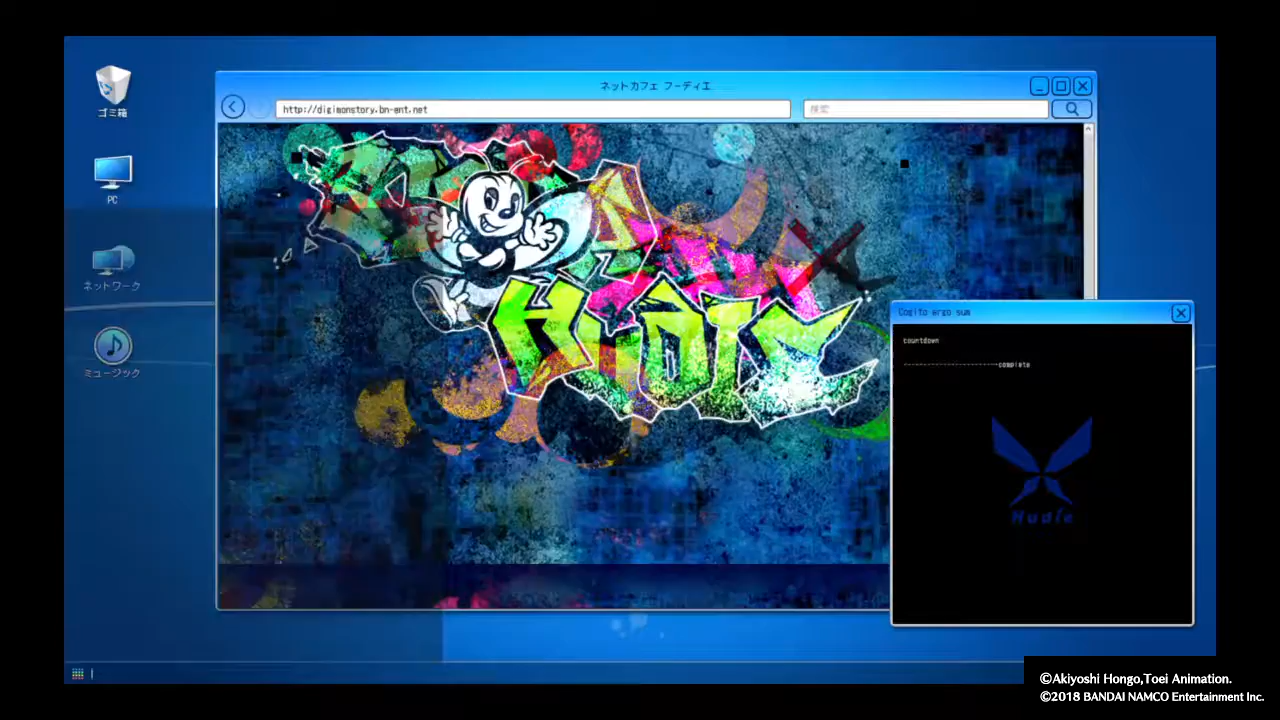 ゴミ箱
PC
ネットワーク
ミュージック
ネットカフェ フーディエ
http://digimonstory.bn-ent.net
検索
Hudie
Cogito ergo sum
countdown
------------------------complete
Hudie
©Akiyoshi Hongo,Toei Animation.
©2018 BANDAI NAMCO Entertainment Inc.